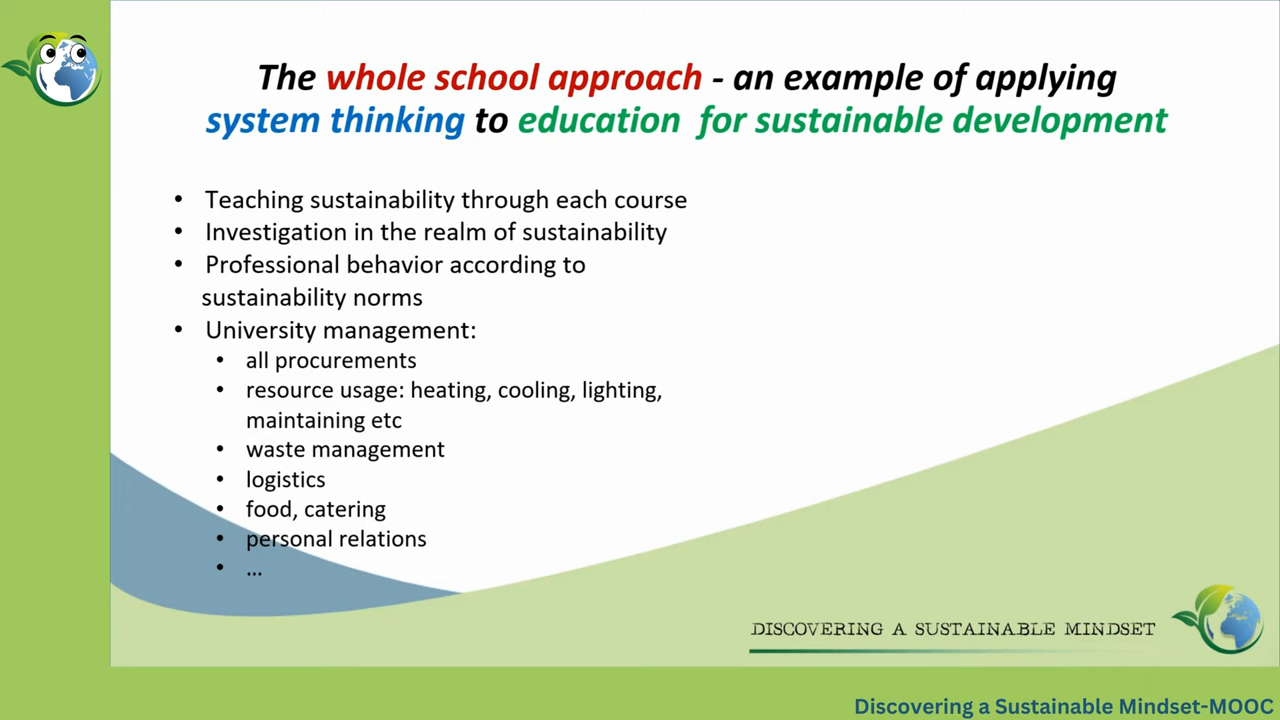 The whole school approach - an example of applying
system thinking to education for sustainable development
• Teaching sustainability through each course
• Investigation in the realm of sustainability
• Professional behavior according to
sustainability norms
• University management:
• all procurements
• resource usage: heating, cooling, lighting,
maintaining etc
• waste management
• logistics
• food, catering
• personal relations
• ...
DISCOVERING A SUSTAINABLE MINDSET
Discovering a Sustainable Mindset-MOOC